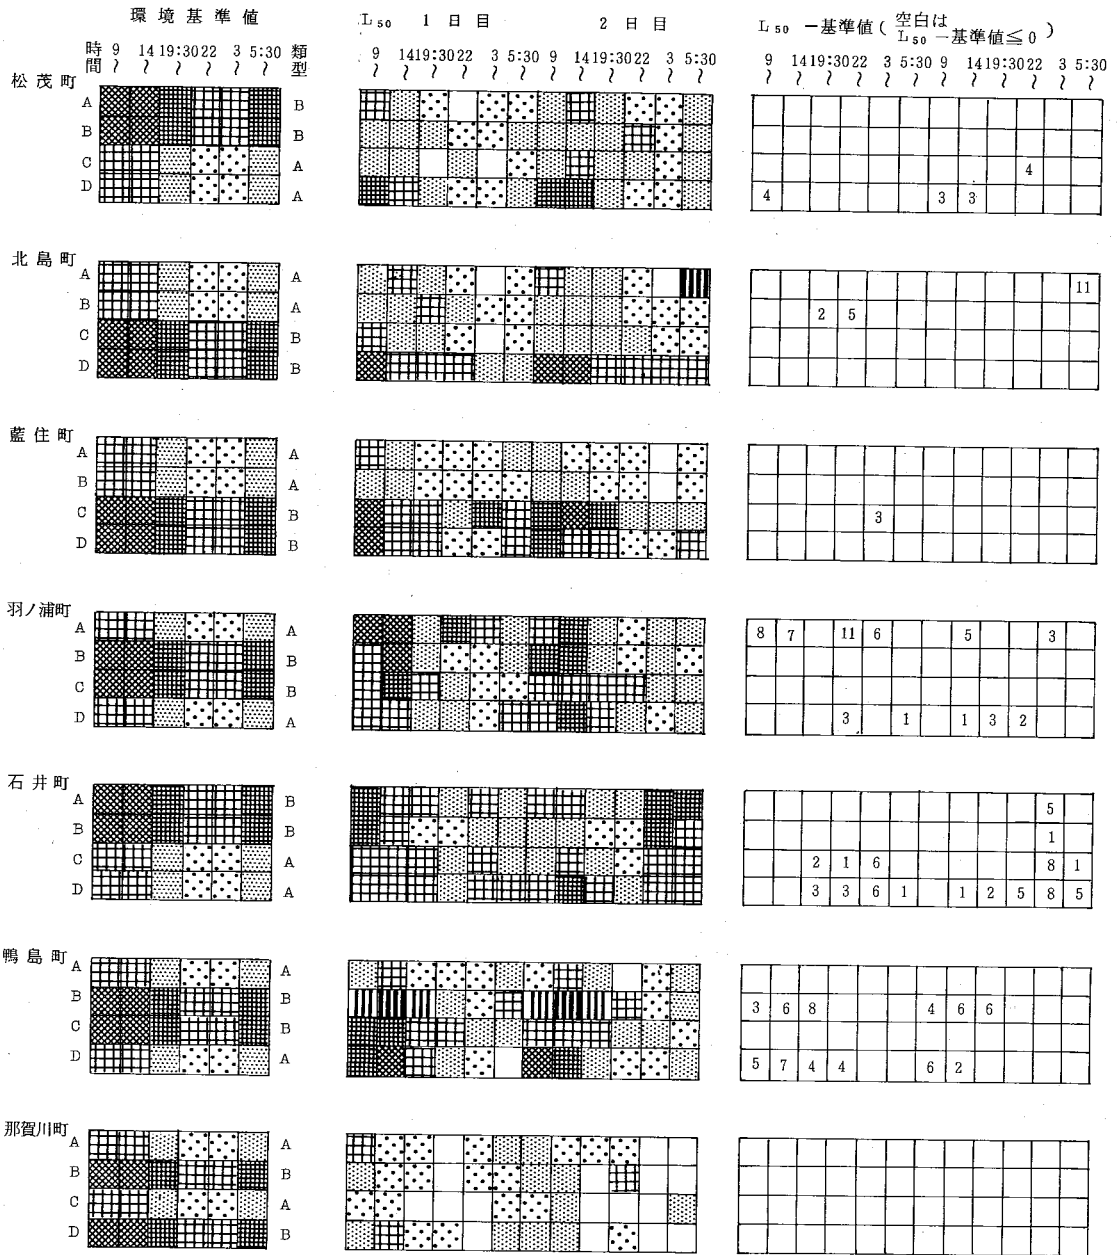 環境基準値 L50 1日目 2日目 L50 －基準値（空白は L50 －基準値≦0）
時間 9～ 14～ 19:30～ 22～ 3～ 5:30～ 類型 9～ 14～ 19:30～ 22～ 3～ 5:30～ 9～ 14～ 19:30～ 22～ 3～ 5:30～ 9～ 14～ 19:30～ 22～ 3～ 5:30～ 9～ 14～ 19:30～ 22～ 3～ 5:30～
松茂町
A B
B B
C A 4
D A 4 3 3
北島町
A A 11
B A 2 5
C B
D B
藍住町
A A
B A
C B 3
D B
羽ノ浦町
A A 8 7 11 6 5 3
B B
C B
D A 3 1 1 3 2
石井町
A B 5
B B 1
C A 2 1 6 8 1
D A 3 3 6 1 1 2 5 8 5
鴨島町
A A
B B 3 6 8 4 6 6
C B
D A 5 7 4 4 6 2
那賀川町
A A
B B
C A
D B